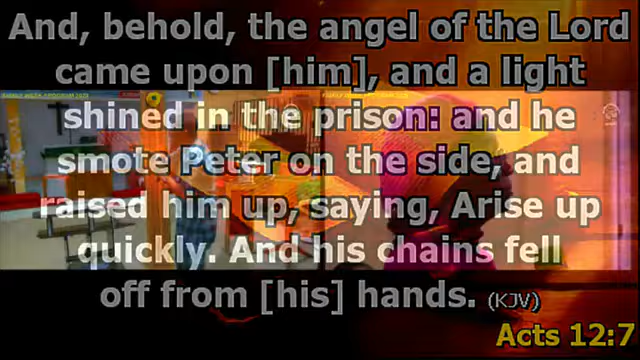 And, behold, the angel of the Lord
came upon [him], and a light
shined in the prison: and he
smote Peter on the side, and
raised him up, saying, Arise up
quickly. And his chains fell
off from [his] hands. (KJV)
Acts 12:7